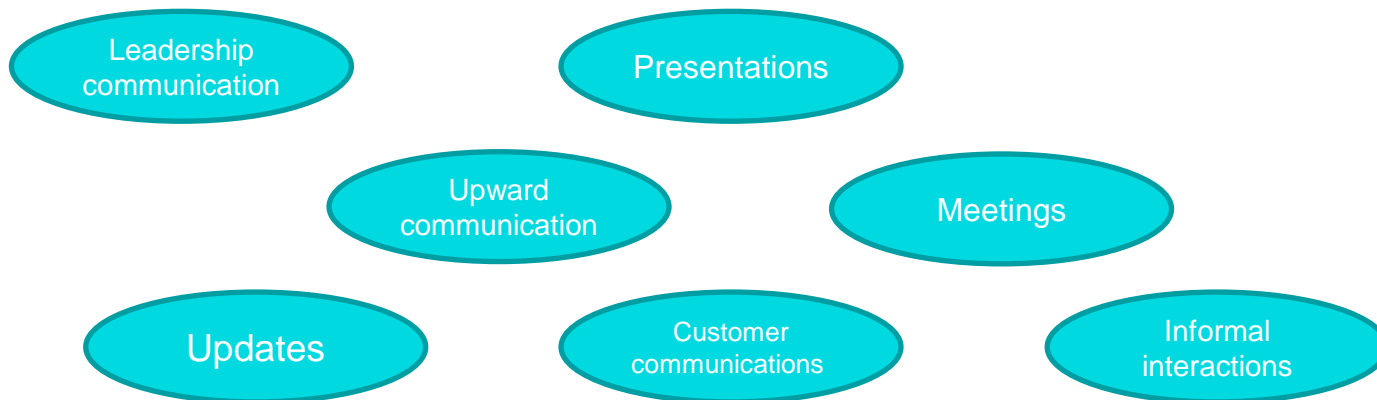 Leadership
communication
Presentations
Upward
communication
Meetings
Updates
Customer
communications
Informal
interactions